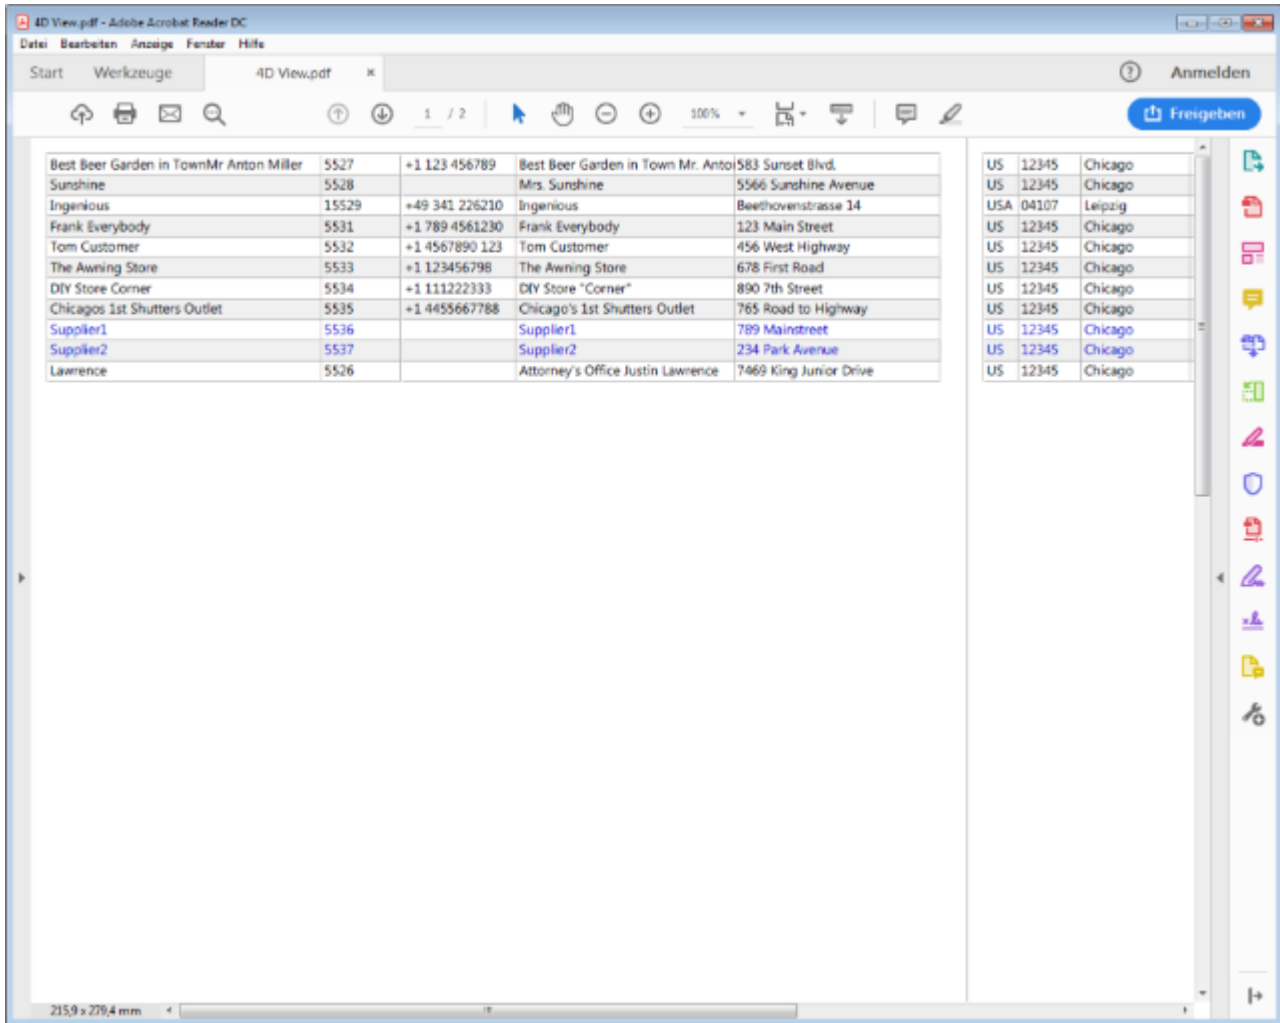 4D View.pdf - Adobe Acrobat Reader DC
Datei Bearbeiten Anzeige Fenster Hilfe
Start Werkzeuge 4D View.pdf × Anmelden
1 / 2 100% Freigeben
Best Beer Garden in TownMr Anton Miller 5527 +1 123 456789 Best Beer Garden in Town Mr. Anto 583 Sunset Blvd. US 12345 Chicago
Sunshine 5528 Mrs. Sunshine 5566 Sunshine Avenue US 12345 Chicago
Ingenious 15529 +49 341 226210 Ingenious Beethovenstrasse 14 USA 04107 Leipzig
Frank Everybody 5531 +1 789 4561230 Frank Everybody 123 Main Street US 12345 Chicago
Tom Customer 5532 +1 4567890 123 Tom Customer 456 West Highway US 12345 Chicago
The Awning Store 5533 +1 123456798 The Awning Store 678 First Road US 12345 Chicago
DIY Store Corner 5534 +1 111222333 DIY Store "Corner" 890 7th Street US 12345 Chicago
Chicagos 1st Shutters Outlet 5535 +1 4455667788 Chicago's 1st Shutters Outlet 765 Road to Highway US 12345 Chicago
Supplier1 5536 Supplier1 789 Mainstreet US 12345 Chicago
Supplier2 5537 Supplier2 234 Park Avenue US 12345 Chicago
Lawrence 5526 Attorney's Office Justin Lawrence 7469 King Junior Drive US 12345 Chicago
215,9 x 279,4 mm